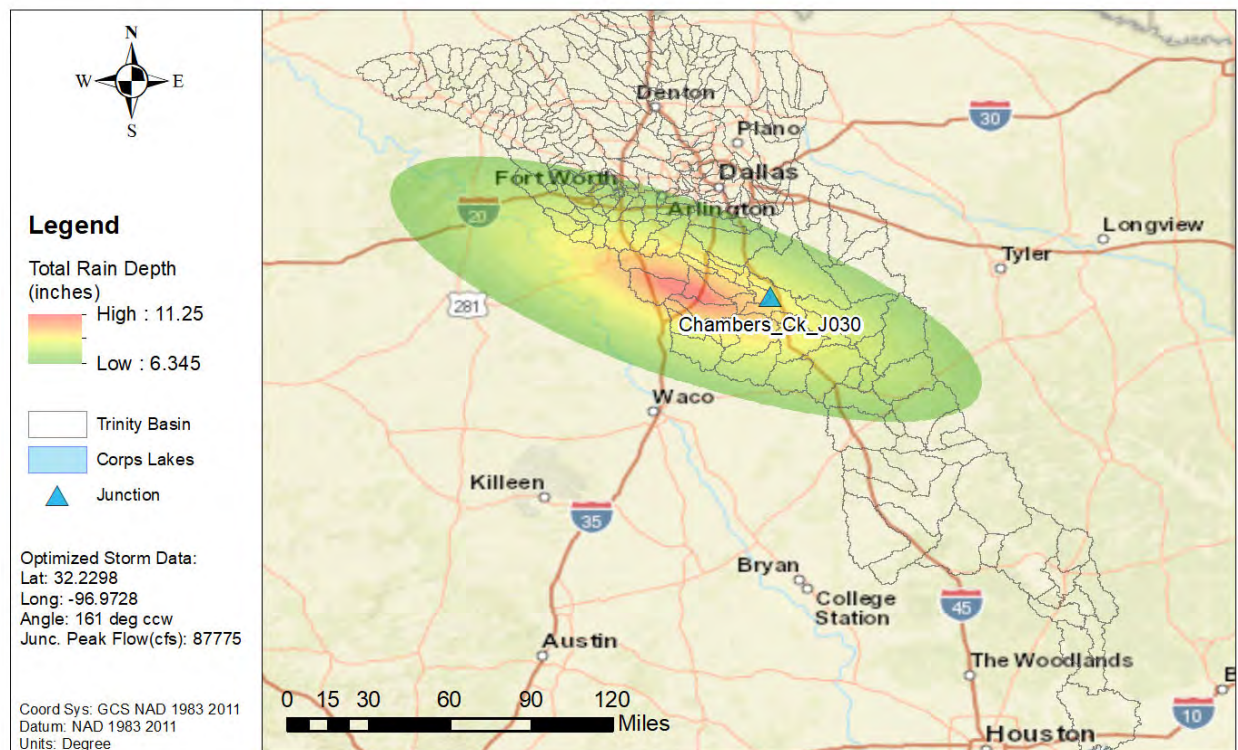 N
W E
S
Legend
Total Rain Depth
(inches)
High : 11.25
Low : 6.345
Trinity Basin
Corps Lakes
Junction
Optimized Storm Data:
Lat: 32.2298
Long: -96.9728
Angle: 161 deg ccw
Junc. Peak Flow(cfs): 87775
Coord Sys: GCS NAD 1983 2011
Datum: NAD 1983 2011
Units: Degree
Denton
30
Plano
Dallas
Fort Worth
20
Arlington
Longview
Tyler
281
Chambers_Ck_J030
Waco
Killeen
35
Bryan
College
Station
45
Austin
The Woodlands
10
Houston
0 15 30 60 90 120
Miles